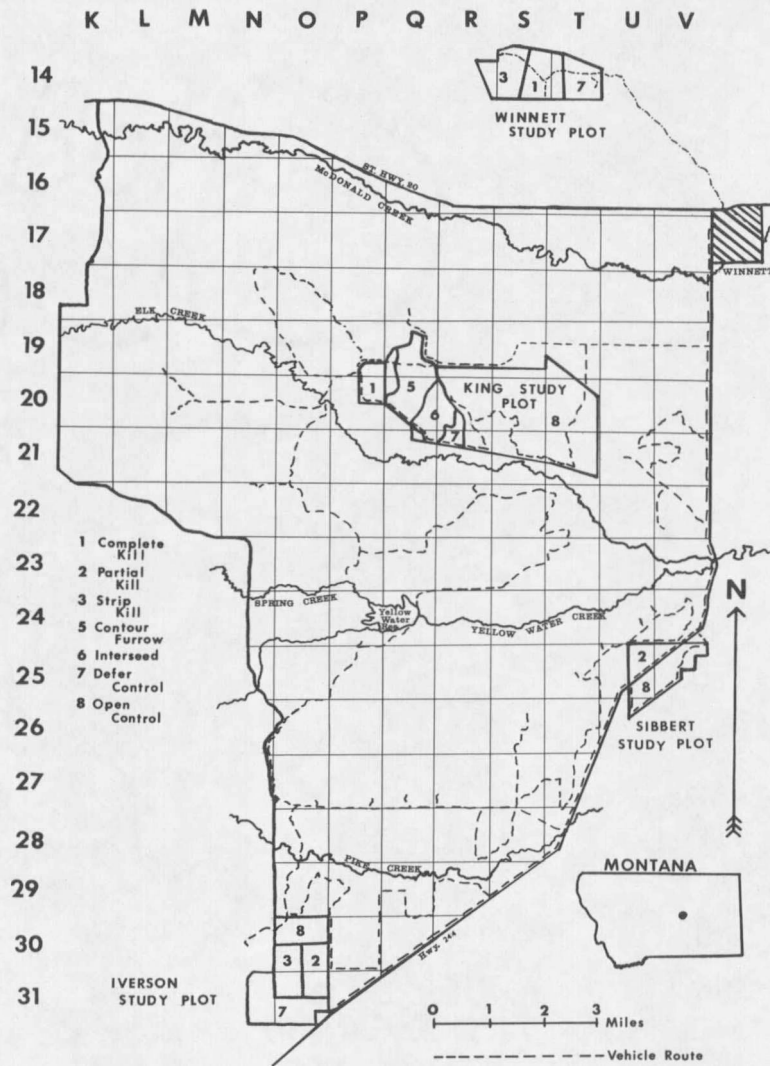 K L M N O P Q R S T U V
14
3 1 7
WINNETT
STUDY PLOT
15
ST. HWY. 20
16
McDONALD CREEK
17
WINNETT
18
ELK CREEK
19
20
1 5
KING STUDY
PLOT
6
7
8
21
22
1 Complete
Kill
2 Partial
Kill
3 Strip
Kill
5 Contour
Furrow
6 Interseed
7 Defer
Control
8 Open
Control
23
SPRING CREEK
Yellow
Water
Res.
YELLOW WATER CREEK
N
24
25
2
8
SIBBERT
STUDY PLOT
26
27
28
PIKE CREEK
MONTANA
29
30
8
3 2
Hwy. 244
IVERSON
STUDY PLOT
31
7
0 1 2 3
Miles
Vehicle Route